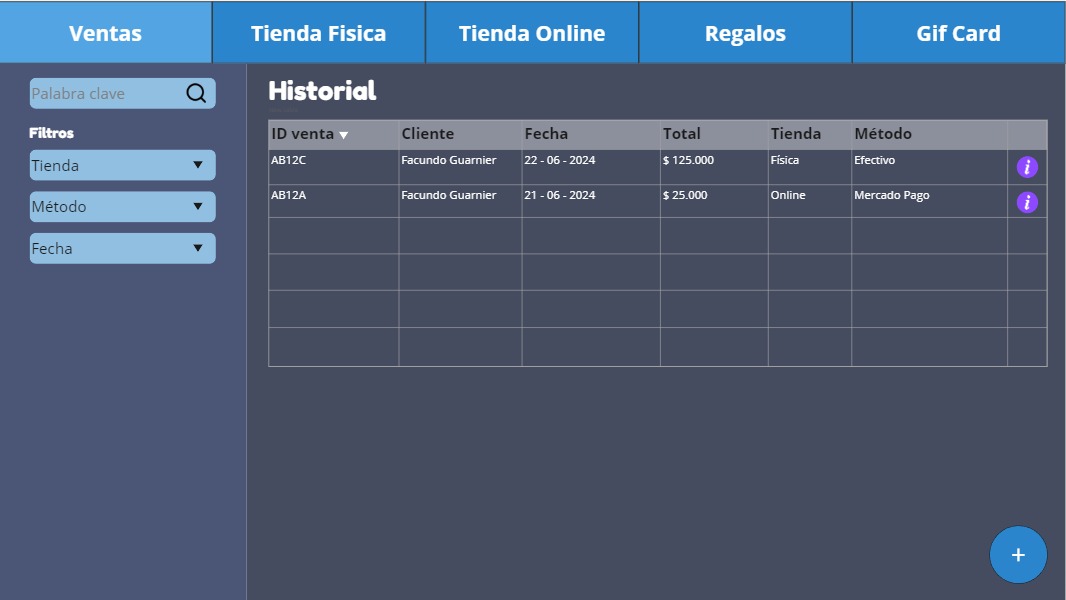 Ventas
Tienda Fisica
Tienda Online
Regalos
Gif Card
Palabra clave
Filtros
Tienda
Método
Fecha
Historial
ID venta Cliente Fecha Total Tienda Método
AB12C Facundo Guarnier 22 - 06 - 2024 $ 125.000 Física Efectivo i
AB12A Facundo Guarnier 21 - 06 - 2024 $ 25.000 Online Mercado Pago i
+